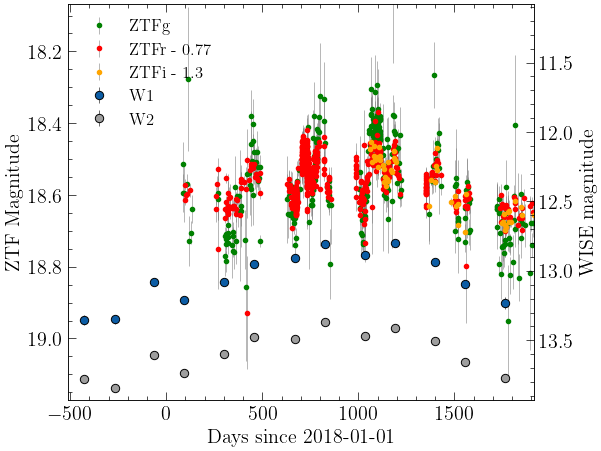 ZTFg
ZTFr - 0.77
ZTFi - 1.3
W1
W2
18.2
18.4
18.6
18.8
19.0
ZTF Magnitude
11.5
12.0
12.5
13.0
13.5
WISE magnitude
−500
0
500
1000
1500
Days since 2018-01-01